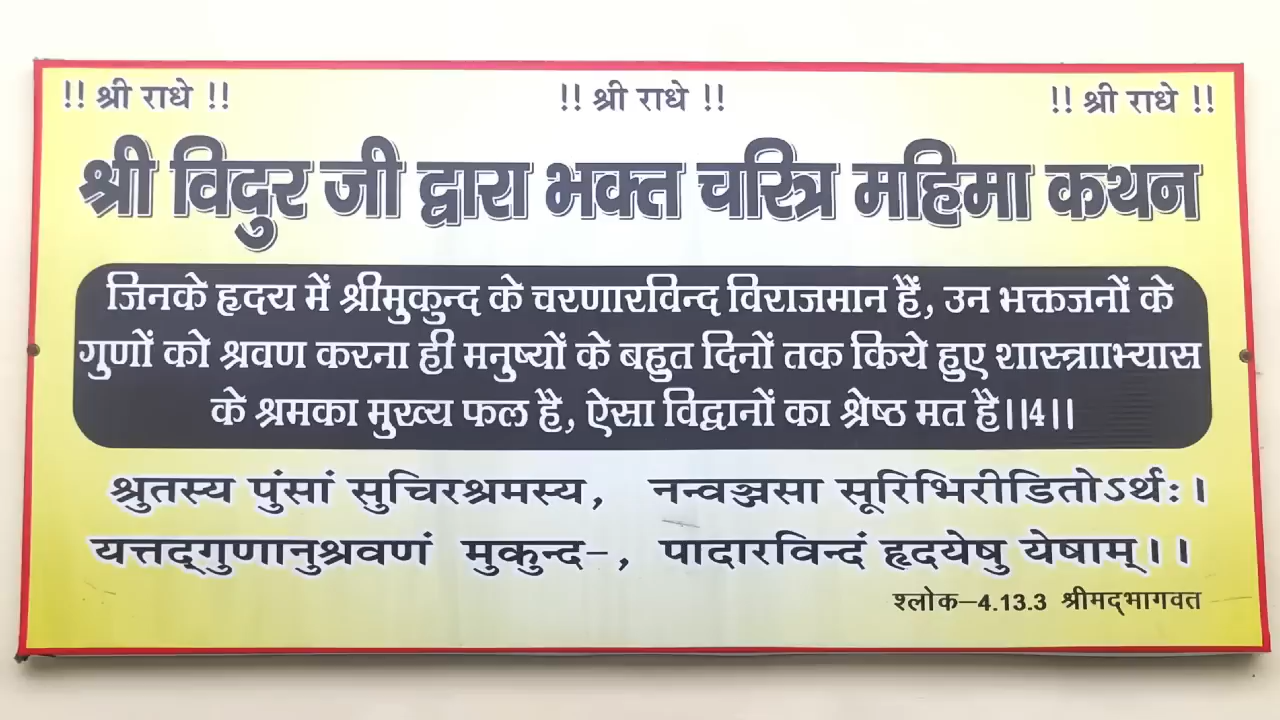 !! श्री राधे !! !! श्री राधे !! !! श्री राधे !!
श्री विदुर जी द्वारा भक्त चरित्र महिमा कथन
जिनके हृदय में श्रीमुकुन्द के चरणारविन्द विराजमान हैं, उन भक्तजनों के
गुणों को श्रवण करना ही मनुष्यों के बहुत दिनों तक किये हुए शास्त्रााभ्यास
के श्रमका मुख्य फल है, ऐसा विद्वानों का श्रेष्ठ मत है।।4।।
श्रुतस्य पुंसां सुचिरश्रमस्य, नन्वञ्जसा सूरिभिरीडितोऽर्थः।
यत्तद्गुणानुश्रवणं मुकुन्द-, पादारविन्दं हृदयेषु येषाम्।।
श्लोक–4.13.3 श्रीमद्भागवत